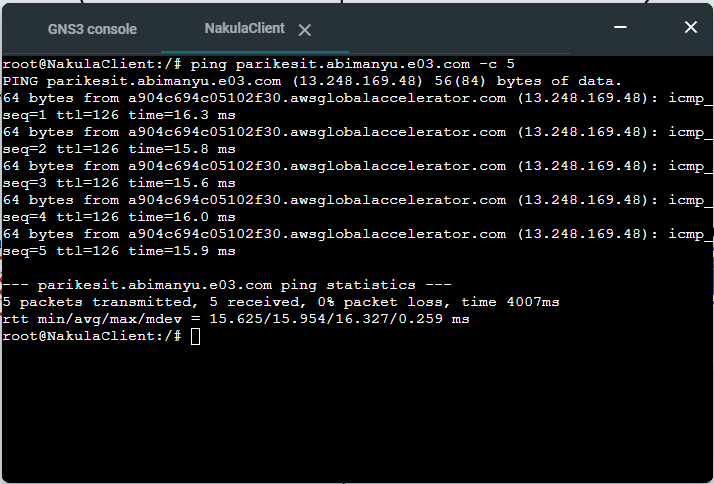 GNS3 console
NakulaClient
root@NakulaClient:/# ping parikesit.abimanyu.e03.com -c 5
PING parikesit.abimanyu.e03.com (13.248.169.48) 56(84) bytes of data.
64 bytes from a904c694c05102f30.awsglobalaccelerator.com (13.248.169.48): icmp_
seq=1 ttl=126 time=16.3 ms
64 bytes from a904c694c05102f30.awsglobalaccelerator.com (13.248.169.48): icmp_
seq=2 ttl=126 time=15.8 ms
64 bytes from a904c694c05102f30.awsglobalaccelerator.com (13.248.169.48): icmp_
seq=3 ttl=126 time=15.6 ms
64 bytes from a904c694c05102f30.awsglobalaccelerator.com (13.248.169.48): icmp_
seq=4 ttl=126 time=16.0 ms
64 bytes from a904c694c05102f30.awsglobalaccelerator.com (13.248.169.48): icmp_
seq=5 ttl=126 time=15.9 ms
--- parikesit.abimanyu.e03.com ping statistics ---
5 packets transmitted, 5 received, 0% packet loss, time 4007ms
rtt min/avg/max/mdev = 15.625/15.954/16.327/0.259 ms
root@NakulaClient:/#